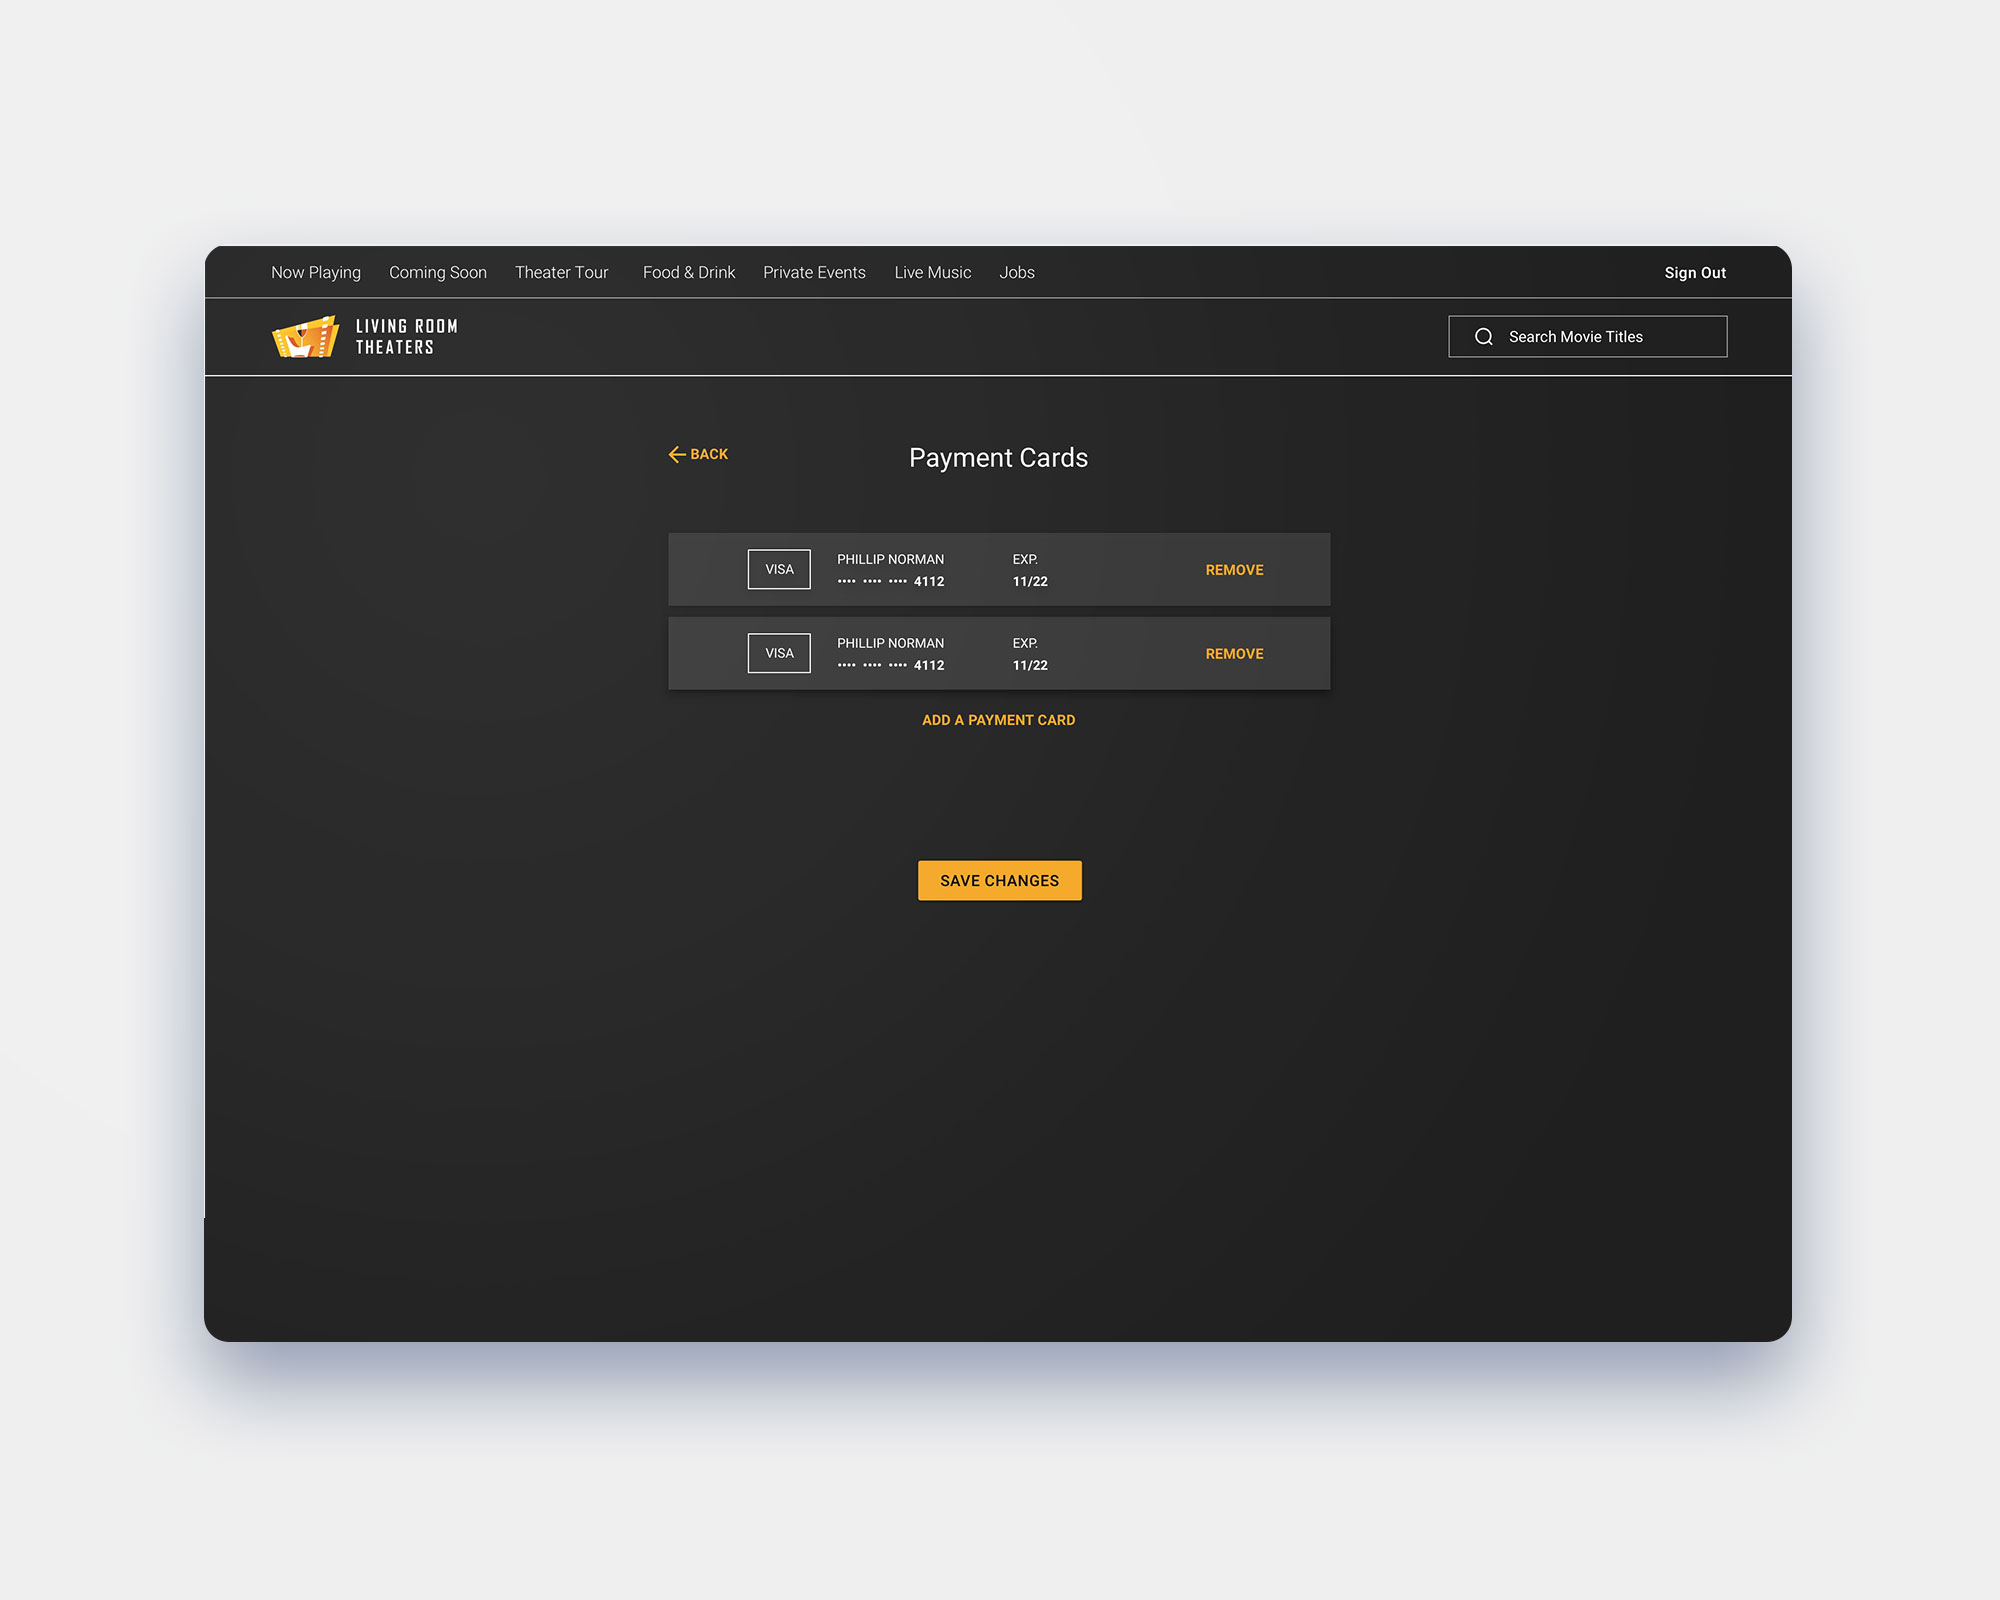 Now Playing Coming Soon Theater Tour Food & Drink Private Events Live Music Jobs Sign Out
LIVING ROOM
THEATERS
Search Movie Titles
BACK
Payment Cards
VISA
PHILLIP NORMAN
•••• •••• •••• 4112
EXP.
11/22
REMOVE
VISA
PHILLIP NORMAN
•••• •••• •••• 4112
EXP.
11/22
REMOVE
ADD A PAYMENT CARD
SAVE CHANGES